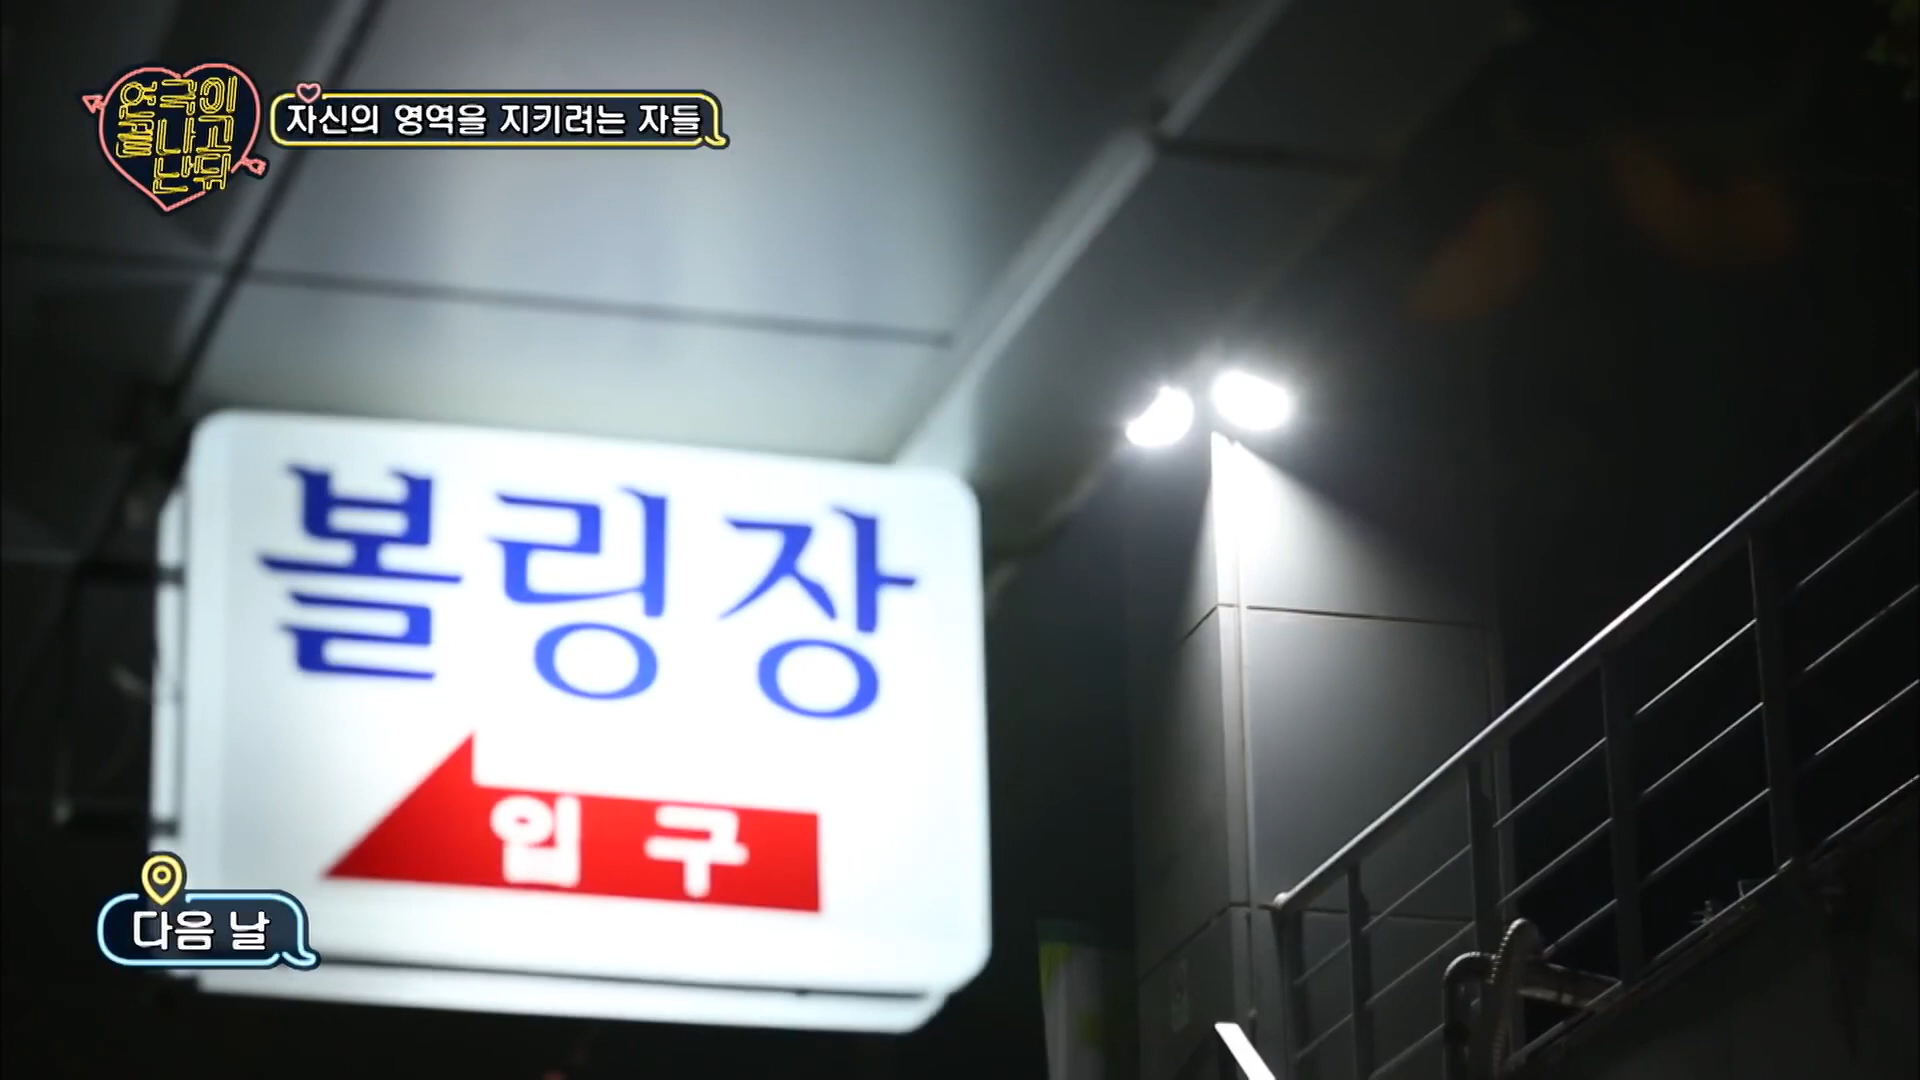 연극이
끝나고
난 뒤
자신의 영역을 지키려는 자들
볼링장
입구
다음 날